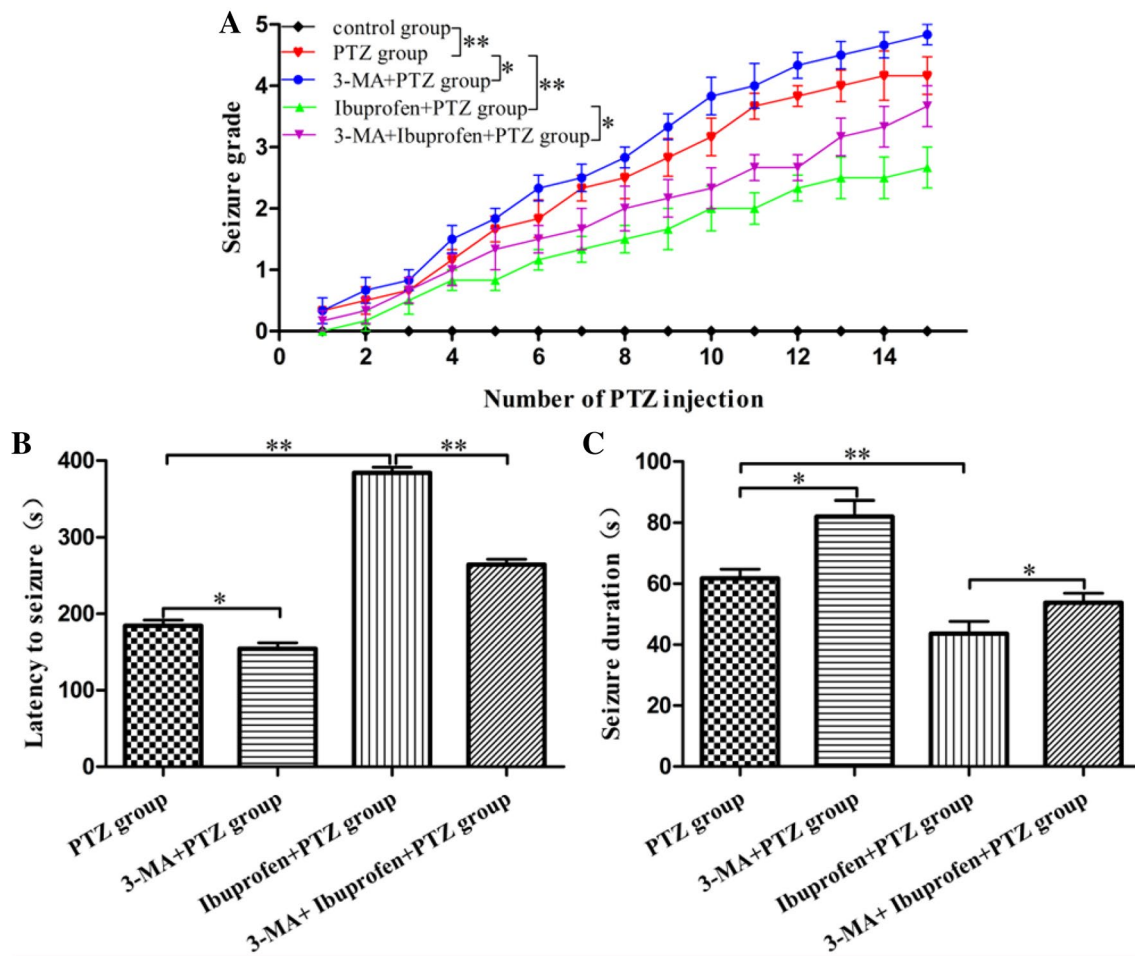 A
control group
PTZ group
3-MA+PTZ group
Ibuprofen+PTZ group
3-MA+Ibuprofen+PTZ group
**
*
**
*
Seizure grade
5
4
3
2
1
0
0 2 4 6 8 10 12 14
Number of PTZ injection
B
Latency to seizure (s)
400
300
200
100
0
** **
*
PTZ group
3-MA+PTZ group
Ibuprofen+PTZ group
3-MA+ Ibuprofen+PTZ group
C
Seizure duration (s)
100
80
60
40
20
0
**
*
*
PTZ group
3-MA+PTZ group
Ibuprofen+PTZ group
3-MA+ Ibuprofen+PTZ group